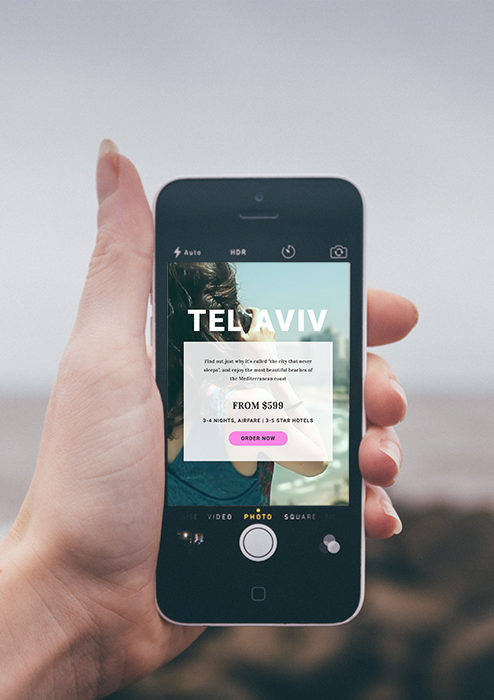 Auto HDR
TEL AVIV
Find out just why it's called "the city that never
sleeps", and enjoy the most beautiful beaches of
the Mediterranean coast
FROM $599
3-4 NIGHTS, AIRFARE | 3-5 STAR HOTELS
ORDER NOW
VIDEO PHOTO SQUARE